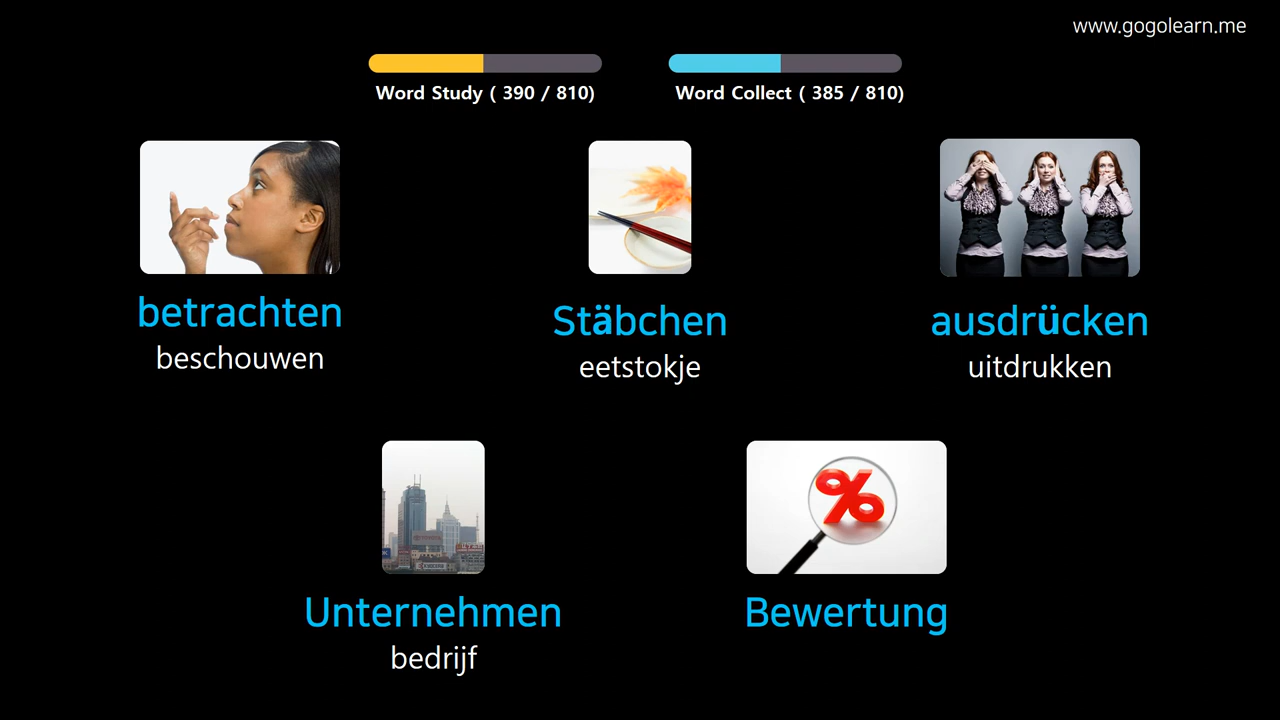 www.gogolearn.me
Word Study ( 390 / 810)
Word Collect ( 385 / 810)
betrachten
beschouwen
Stäbchen
eetstokje
ausdrücken
uitdrukken
Unternehmen
bedrijf
Bewertung